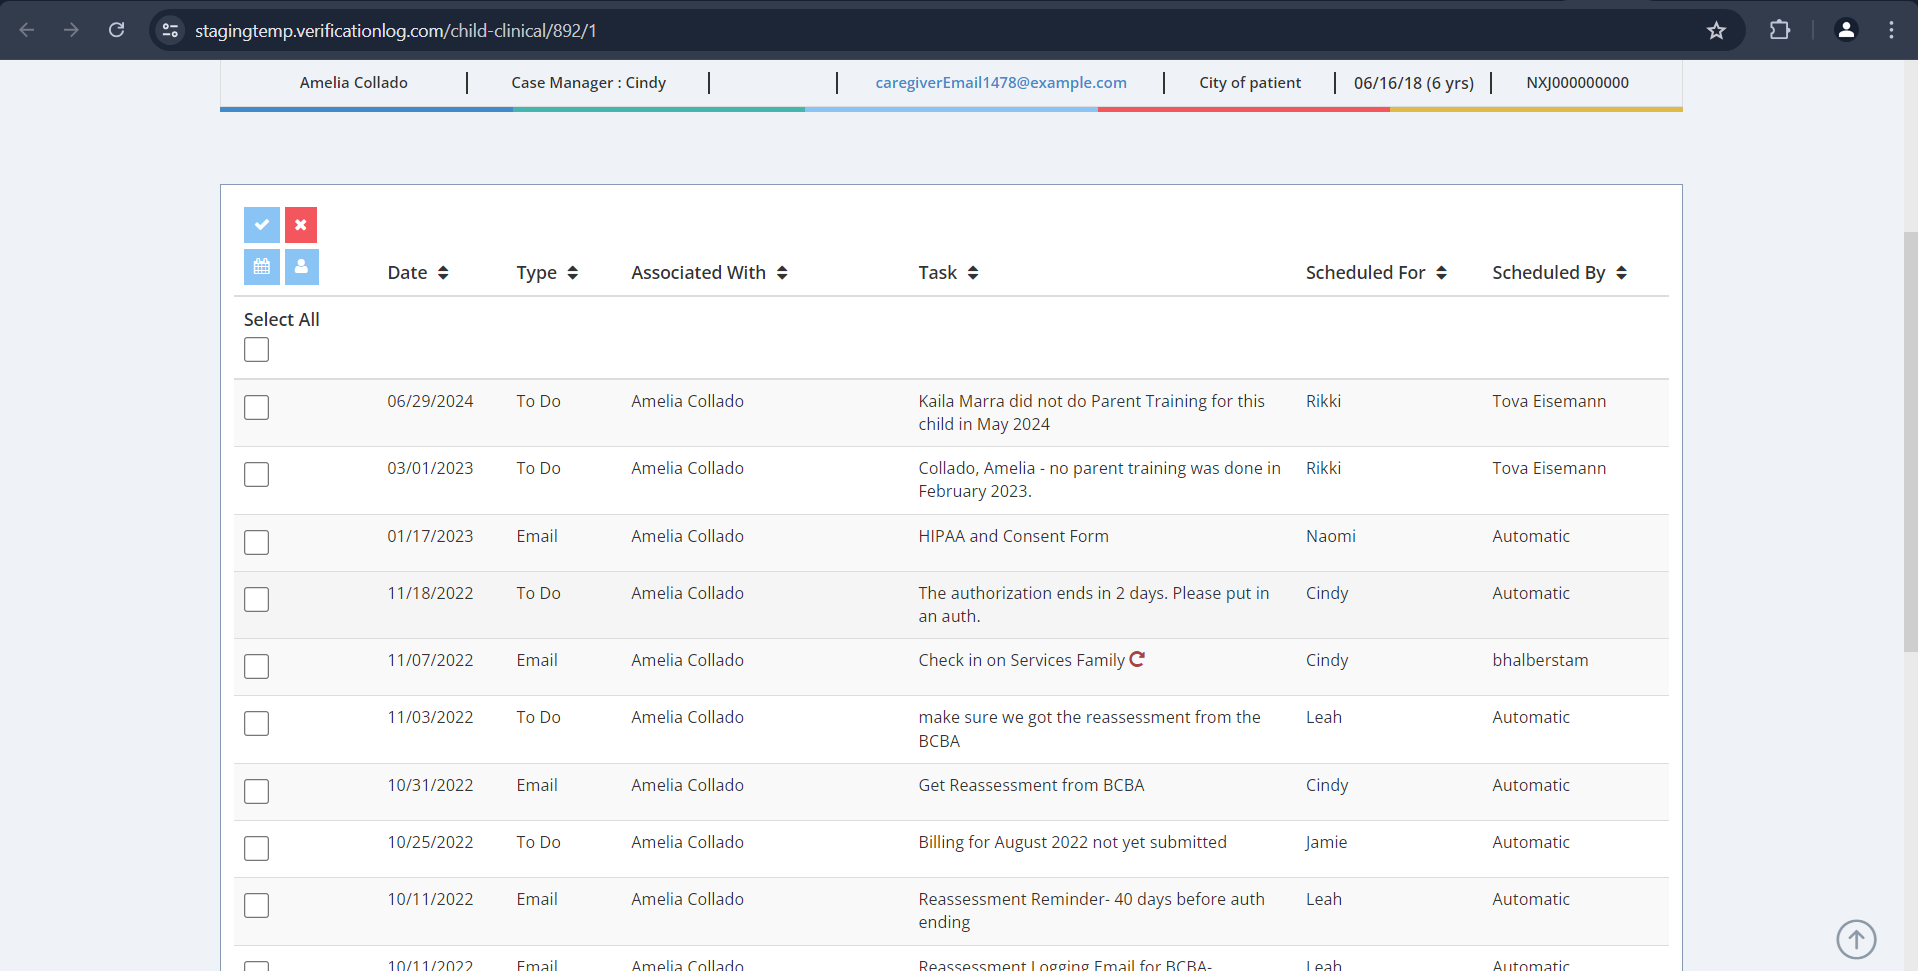 stagingtemp.verificationlog.com/child-clinical/892/1
Amelia Collado
Case Manager : Cindy
caregiverEmail1478@example.com
City of patient
06/16/18 (6 yrs)
NXJ000000000
Date Type Associated With Task Scheduled For Scheduled By
Select All
06/29/2024 To Do Amelia Collado Kaila Marra did not do Parent Training for this Rikki Tova Eisemann
child in May 2024
03/01/2023 To Do Amelia Collado Collado, Amelia - no parent training was done in Rikki Tova Eisemann
February 2023.
01/17/2023 Email Amelia Collado HIPAA and Consent Form Naomi Automatic
11/18/2022 To Do Amelia Collado The authorization ends in 2 days. Please put in Cindy Automatic
an auth.
11/07/2022 Email Amelia Collado Check in on Services Family Cindy bhalberstam
11/03/2022 To Do Amelia Collado make sure we got the reassessment from the Leah Automatic
BCBA
10/31/2022 Email Amelia Collado Get Reassessment from BCBA Cindy Automatic
10/25/2022 To Do Amelia Collado Billing for August 2022 not yet submitted Jamie Automatic
10/11/2022 Email Amelia Collado Reassessment Reminder- 40 days before auth Leah Automatic
ending
10/11/2022 Email Amelia Collado Reassessment Logging Email for BCBA- Leah Automatic